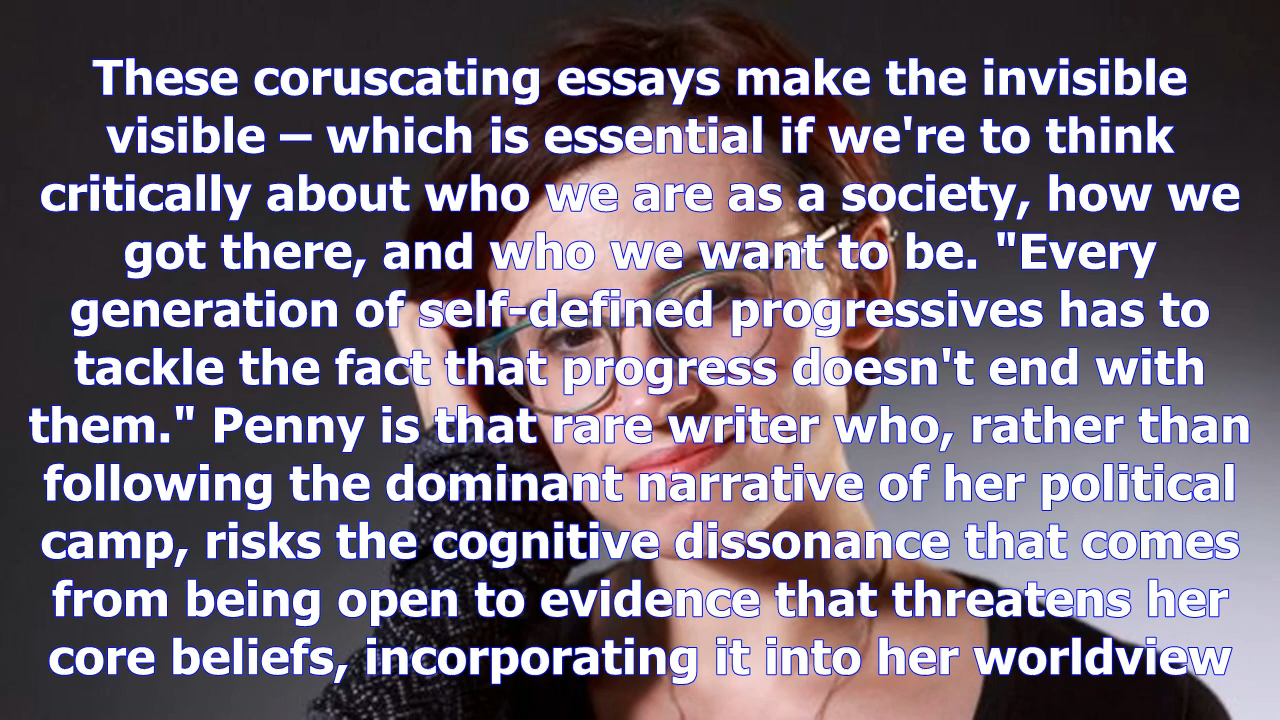 These coruscating essays make the invisible
visible – which is essential if we're to think
critically about who we are as a society, how we
got there, and who we want to be. "Every
generation of self-defined progressives has to
tackle the fact that progress doesn't end with
them." Penny is that rare writer who, rather than
following the dominant narrative of her political
camp, risks the cognitive dissonance that comes
from being open to evidence that threatens her
core beliefs, incorporating it into her worldview